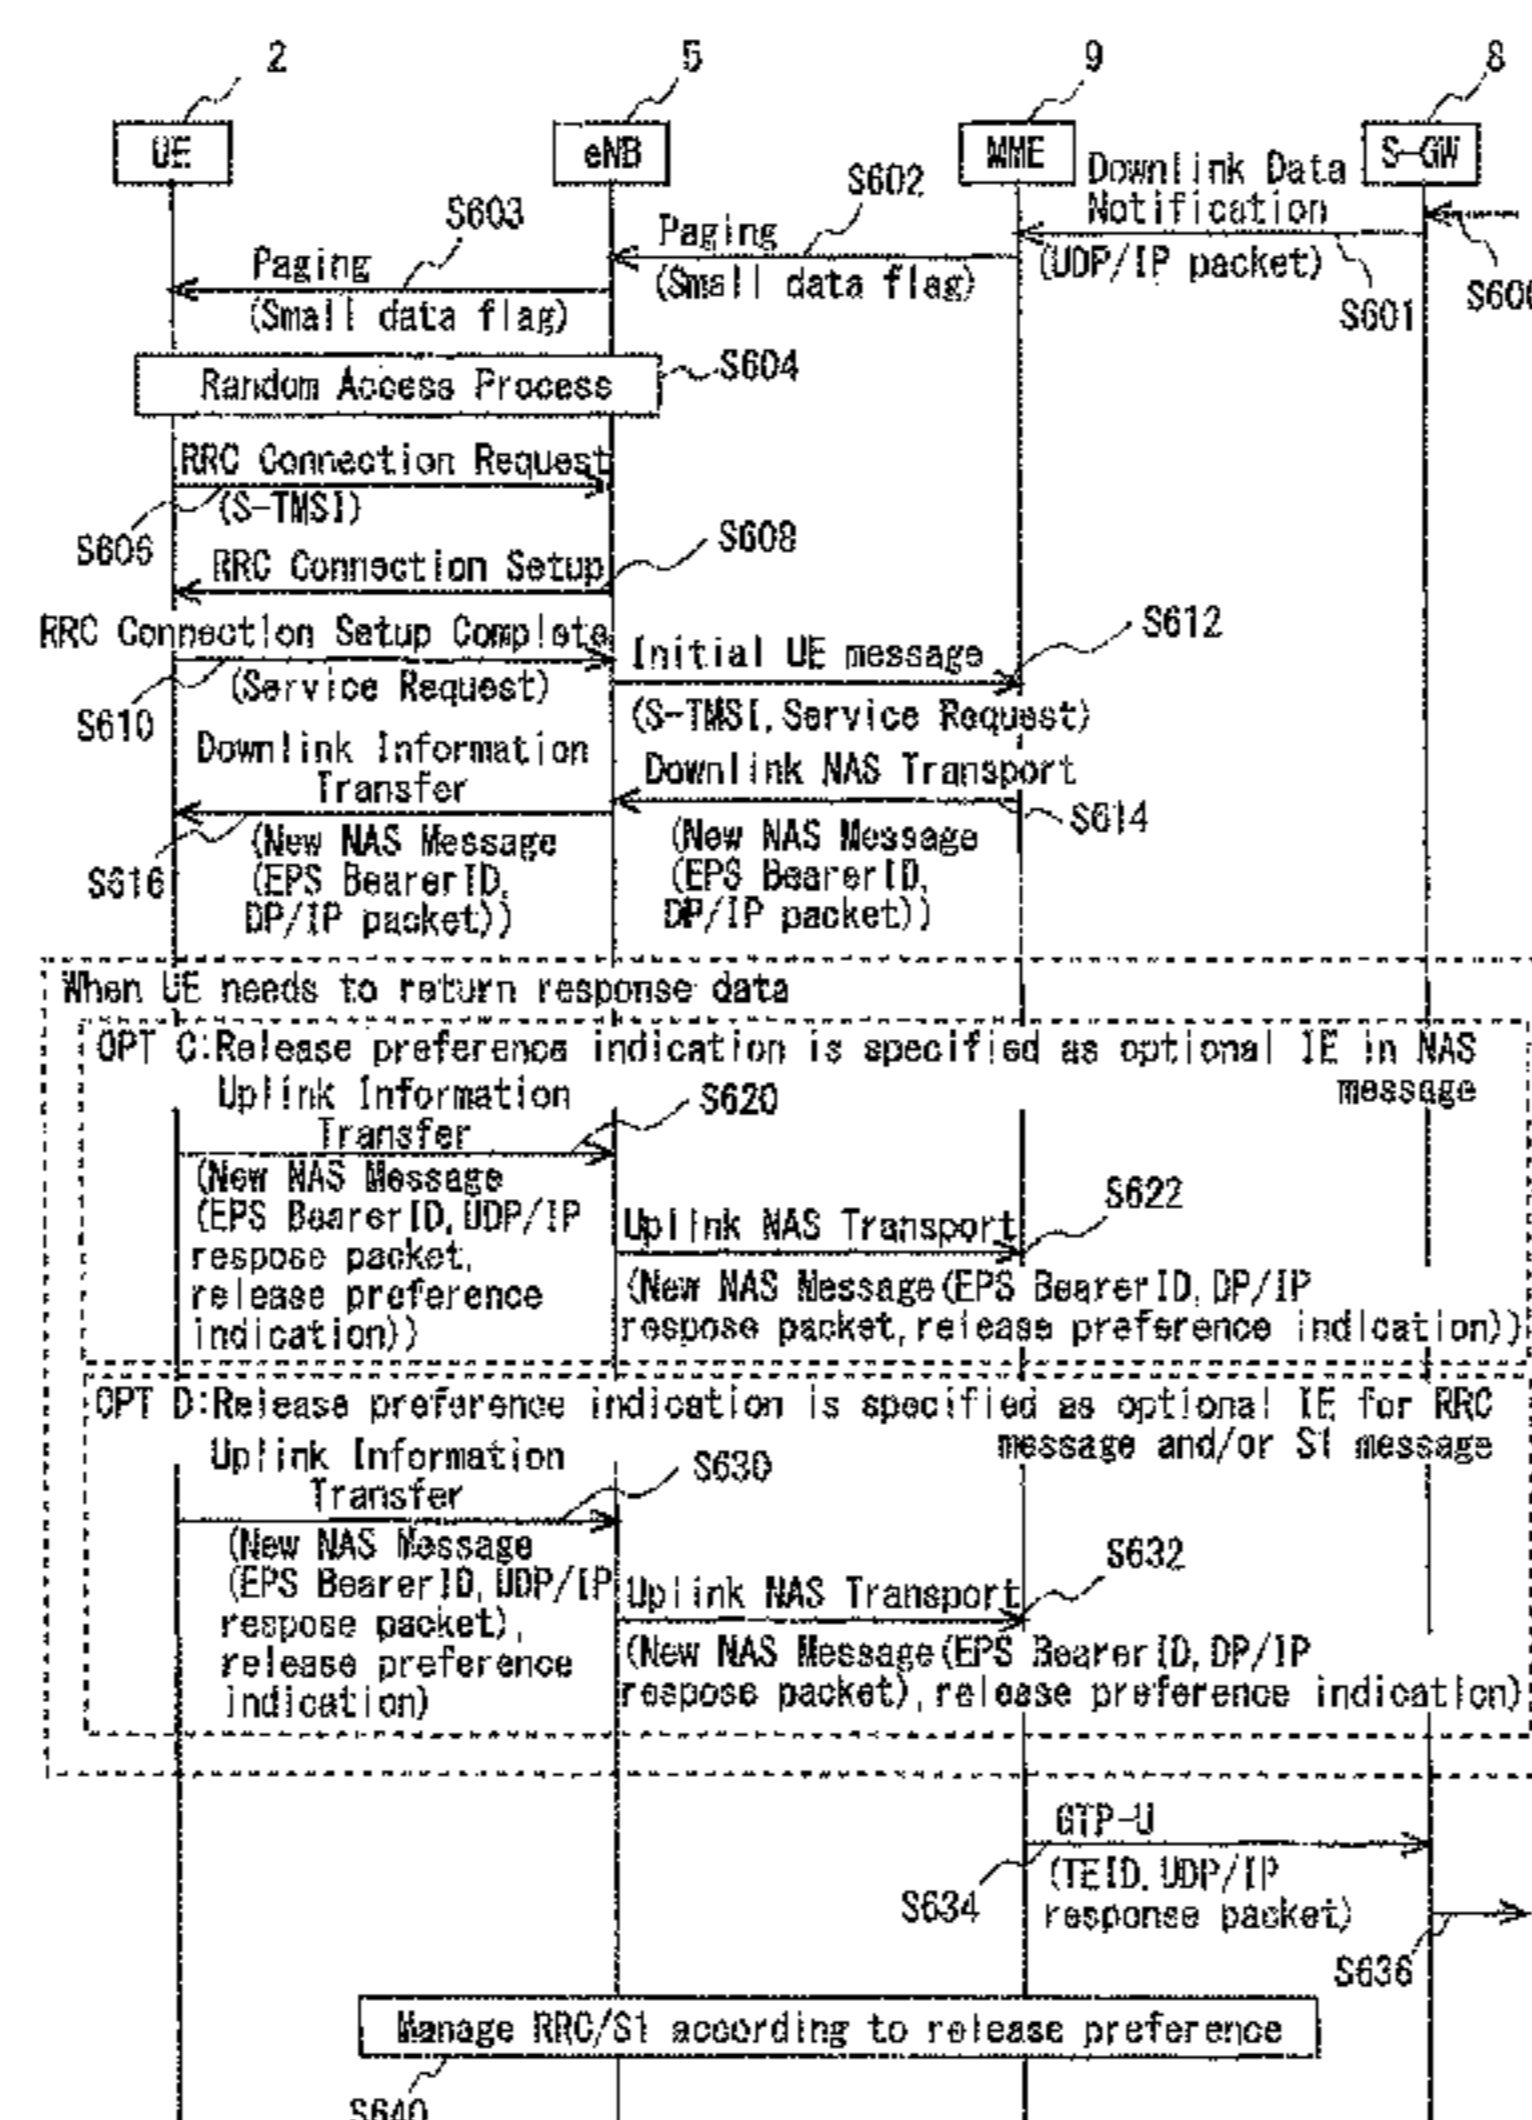 2
5
9
8
UE
eNB
MME
S-GW
Downlink Data
Notification
(UDP/IP packet)
S601
S602
Paging
(Small data flag)
S603
Paging
(Small data flag)
Random Access Process
S604
RRC Connection Request
(S-TMSI)
S606
RRC Connection Setup
S608
RRC Connection Setup Complete
(Service Request)
S610
Initial UE message
S612
(S-TMSI, Service Request)
Downlink NAS Transport
S614
(New NAS Message
(EPS BearerID,
DP/IP packet))
Downlink Information
Transfer
S616
(New NAS Message
(EPS BearerID,
DP/IP packet))
When UE needs to return response data
OPT C:Release preference indication is specified as optional IE in NAS
message
Uplink Information
Transfer
S620
(New NAS Message
(EPS BearerID, UDP/IP
respose packet,
release preference
indication))
Uplink NAS Transport
S622
(New NAS Message(EPS BearerID, DP/IP
respose packet, release preference indication))
OPT D:Release preference indication is specified as optional IE for RRC
message and/or S1 message
Uplink Information
Transfer
S630
(New NAS Message
(EPS BearerID, UDP/IP
respose packet),
release preference
indication)
Uplink NAS Transport
S632
(New NAS Message(EPS BearerID, DP/IP
respose packet), release preference indication)
GTP-U
(TEID, UDP/IP
response packet)
S634
S636
Manage RRC/S1 according to release preference
S640